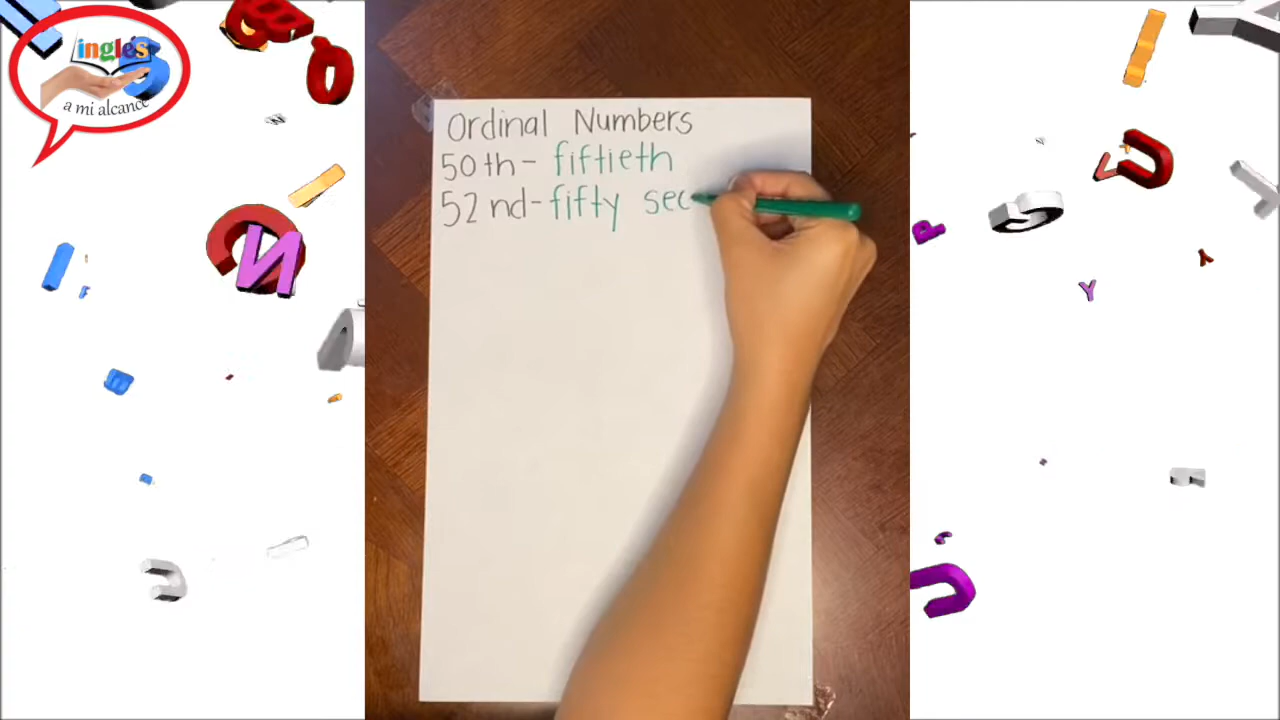 inglés
a mi alcance
Ordinal Numbers
50th- fiftieth
52nd- fifty sec